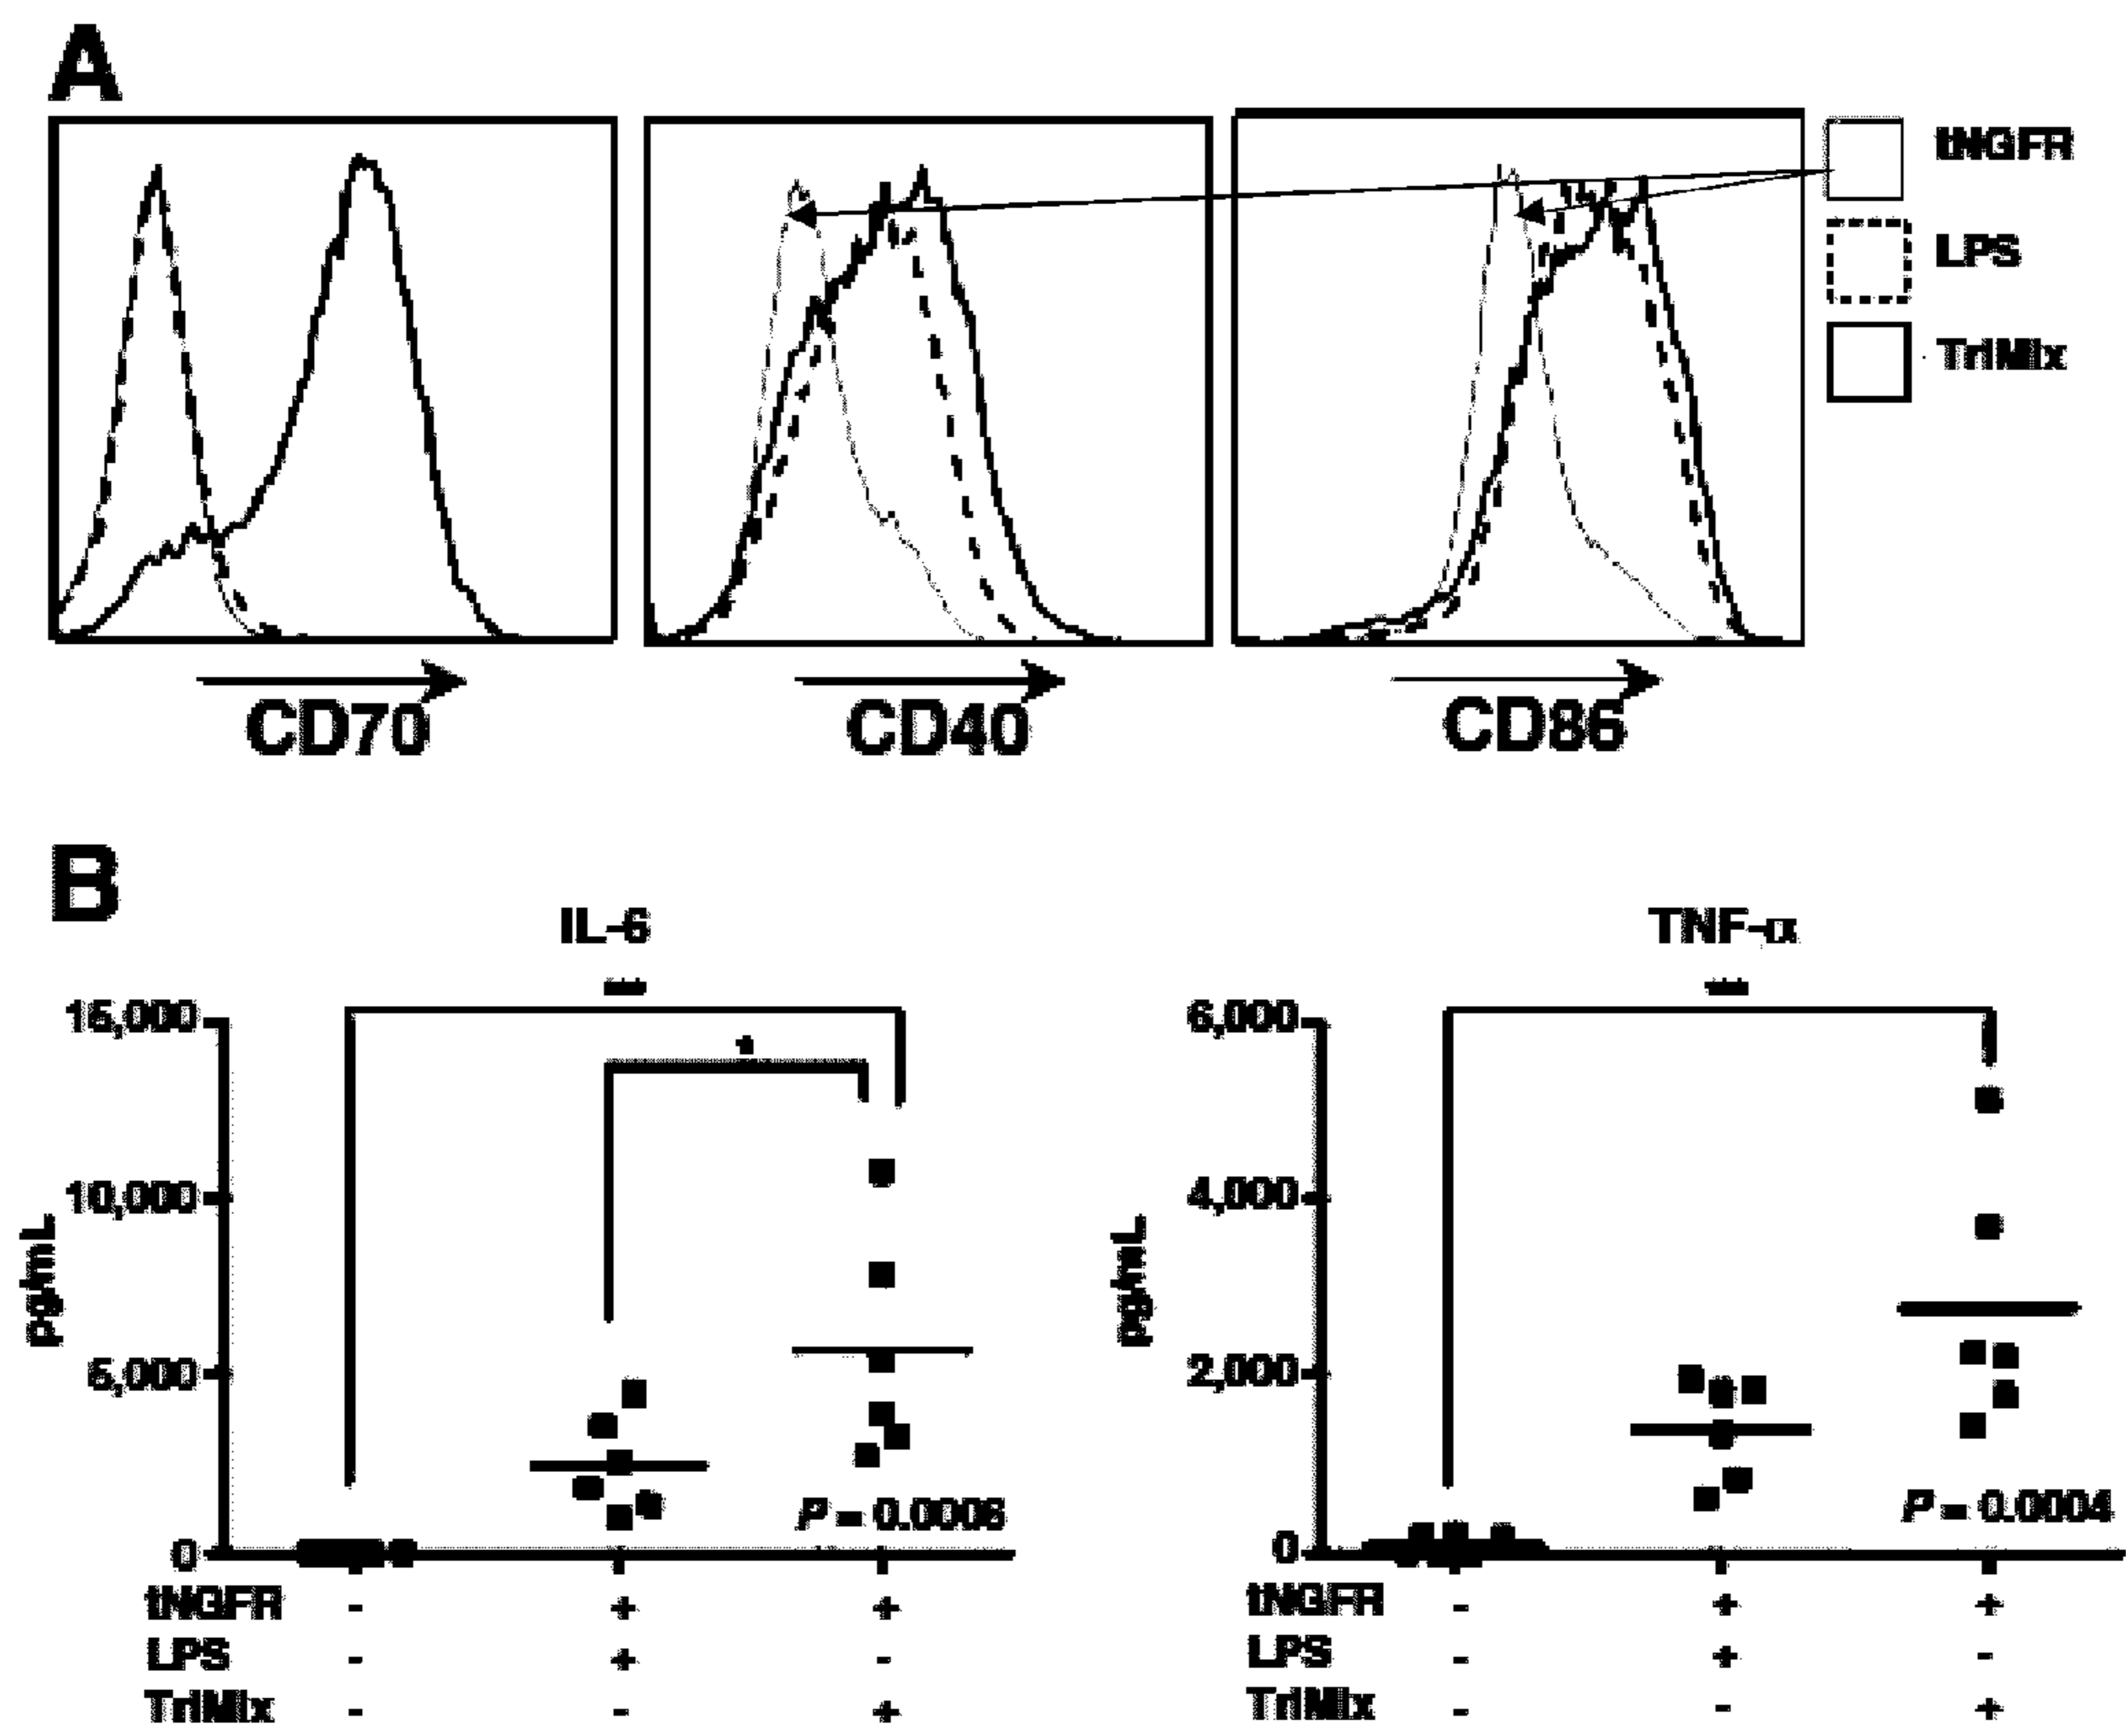 A
tNGFR
LPS
TriMix
CD70
CD40
CD86
B
IL-6
TNF-α
15,000
10,000
5,000
0
pg/mL
*
P = 0.0006
6,000
4,000
2,000
0
pg/mL
P = 0.0004
tNGFR - + +
LPS - + -
TriMix - - +
tNGFR - + +
LPS - + -
TriMix - - +